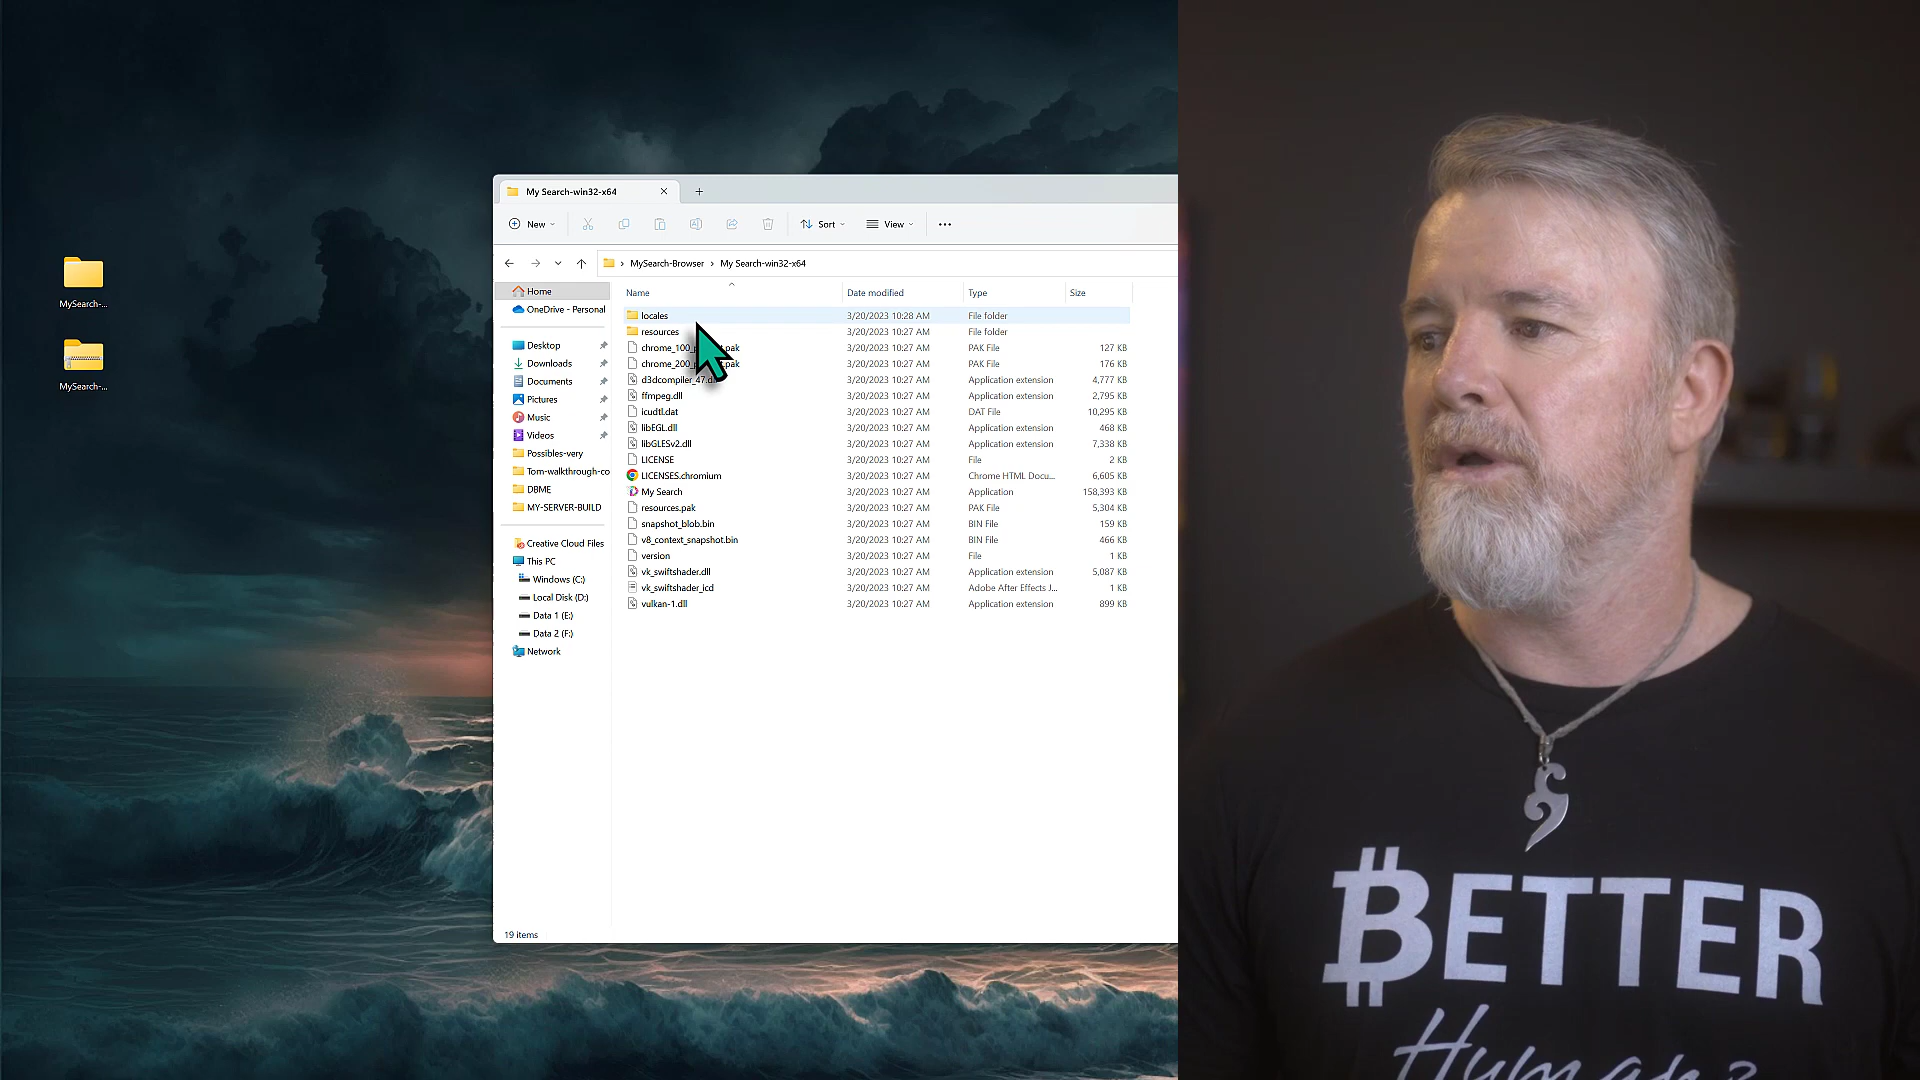 MySearch-...
MySearch-...
My Search-win32-x64
New
Sort
View
MySearch-Browser > My Search-win32-x64
Home
OneDrive - Personal
Desktop
Downloads
Documents
Pictures
Music
Videos
Possibles-very
Tom-walkthrough-co
DBME
MY-SERVER-BUILD
Creative Cloud Files
This PC
Windows (C:)
Local Disk (D:)
Data 1 (E:)
Data 2 (F:)
Network
Name Date modified Type Size
locales 3/20/2023 10:28 AM File folder
resources 3/20/2023 10:27 AM File folder
chrome_100_ .pak 3/20/2023 10:27 AM PAK File 127 KB
chrome_200_ .pak 3/20/2023 10:27 AM PAK File 176 KB
d3dcompiler_47.d 3/20/2023 10:27 AM Application extension 4,777 KB
ffmpeg.dll 3/20/2023 10:27 AM Application extension 2,795 KB
icudtl.dat 3/20/2023 10:27 AM DAT File 10,295 KB
libEGL.dll 3/20/2023 10:27 AM Application extension 468 KB
libGLESv2.dll 3/20/2023 10:27 AM Application extension 7,338 KB
LICENSE 3/20/2023 10:27 AM File 2 KB
LICENSES.chromium 3/20/2023 10:27 AM Chrome HTML Docu... 6,605 KB
My Search 3/20/2023 10:27 AM Application 158,393 KB
resources.pak 3/20/2023 10:27 AM PAK File 5,304 KB
snapshot_blob.bin 3/20/2023 10:27 AM BIN File 159 KB
v8_context_snapshot.bin 3/20/2023 10:27 AM BIN File 466 KB
version 3/20/2023 10:27 AM File 1 KB
vk_swiftshader.dll 3/20/2023 10:27 AM Application extension 5,087 KB
vk_swiftshader_icd 3/20/2023 10:27 AM Adobe After Effects J... 1 KB
vulkan-1.dll 3/20/2023 10:27 AM Application extension 899 KB
19 items
₿ETTER